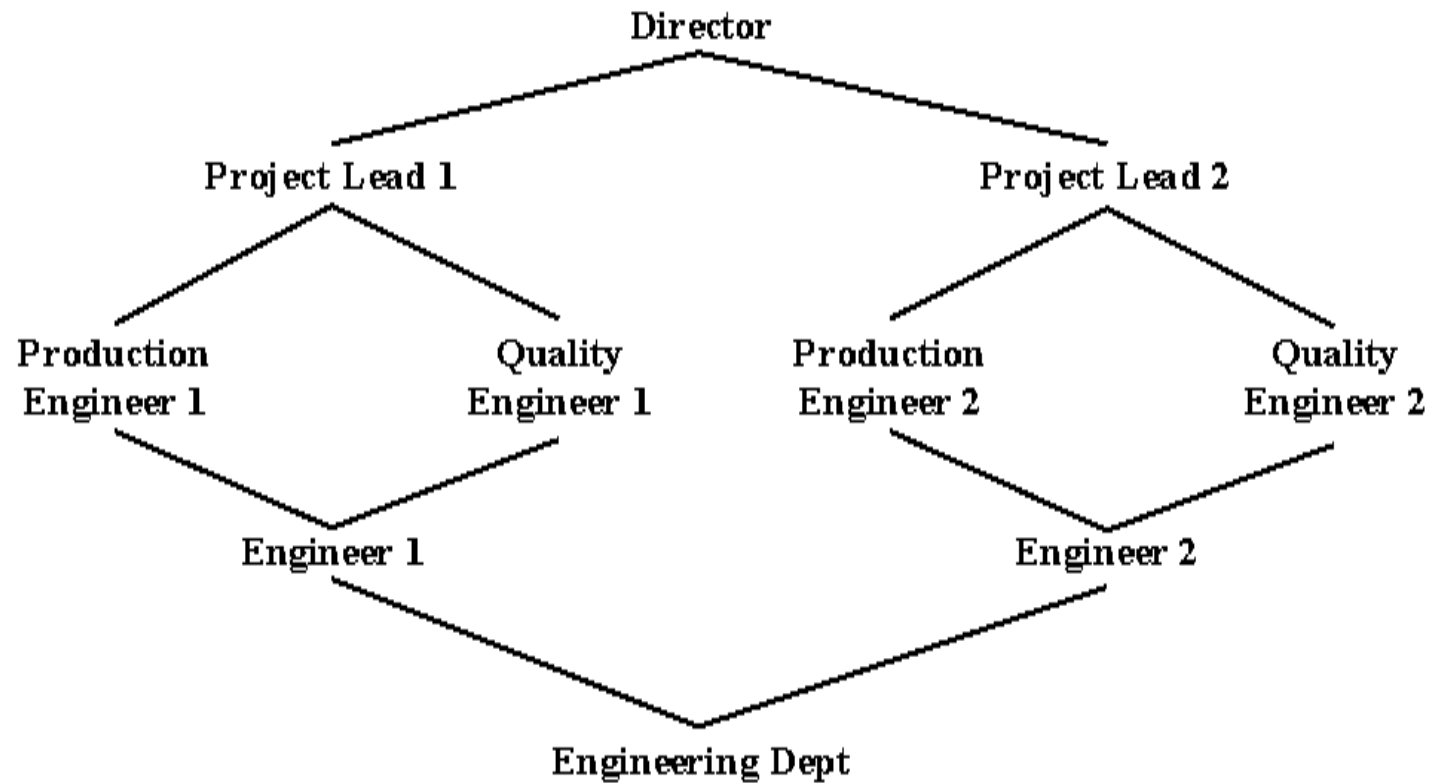 Director
Project Lead 1
Project Lead 2
Production
Engineer 1
Quality
Engineer 1
Production
Engineer 2
Quality
Engineer 2
Engineer 1
Engineer 2
Engineering Dept